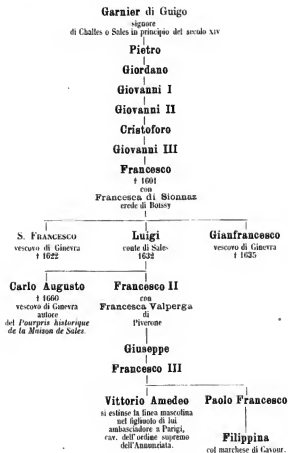 Garnier di Guigo
signore
di Challes o Sales in principio del secolo XIV
Pietro
Giordano
Giovanni I
Giovanni II
Cristoforo
Giovanni III
Francesco
† 1601
con
Francesca di Sionnaz
erede di Boissy
S. FRANCESCO
vescovo di Ginevra
† 1622
Luigi
conte di Sales
1632
Gianfrancesco
vescovo di Ginevra
† 1635
Carlo Augusto
† 1660
vescovo di Ginevra
autore
del Pourpris historique
de la Maison de Sales.
Francesco II
con
Francesca Valperga
di
Piverone
Giuseppe
Francesco III
Vittorio Amedeo
si estinse la linea mascolina
nel figliuolo di lui
ambasciadore a Parigi,
cav. dell'ordine supremo
dell'Annunziata.
Paolo Francesco
Filippina
col marchese di Cavour.